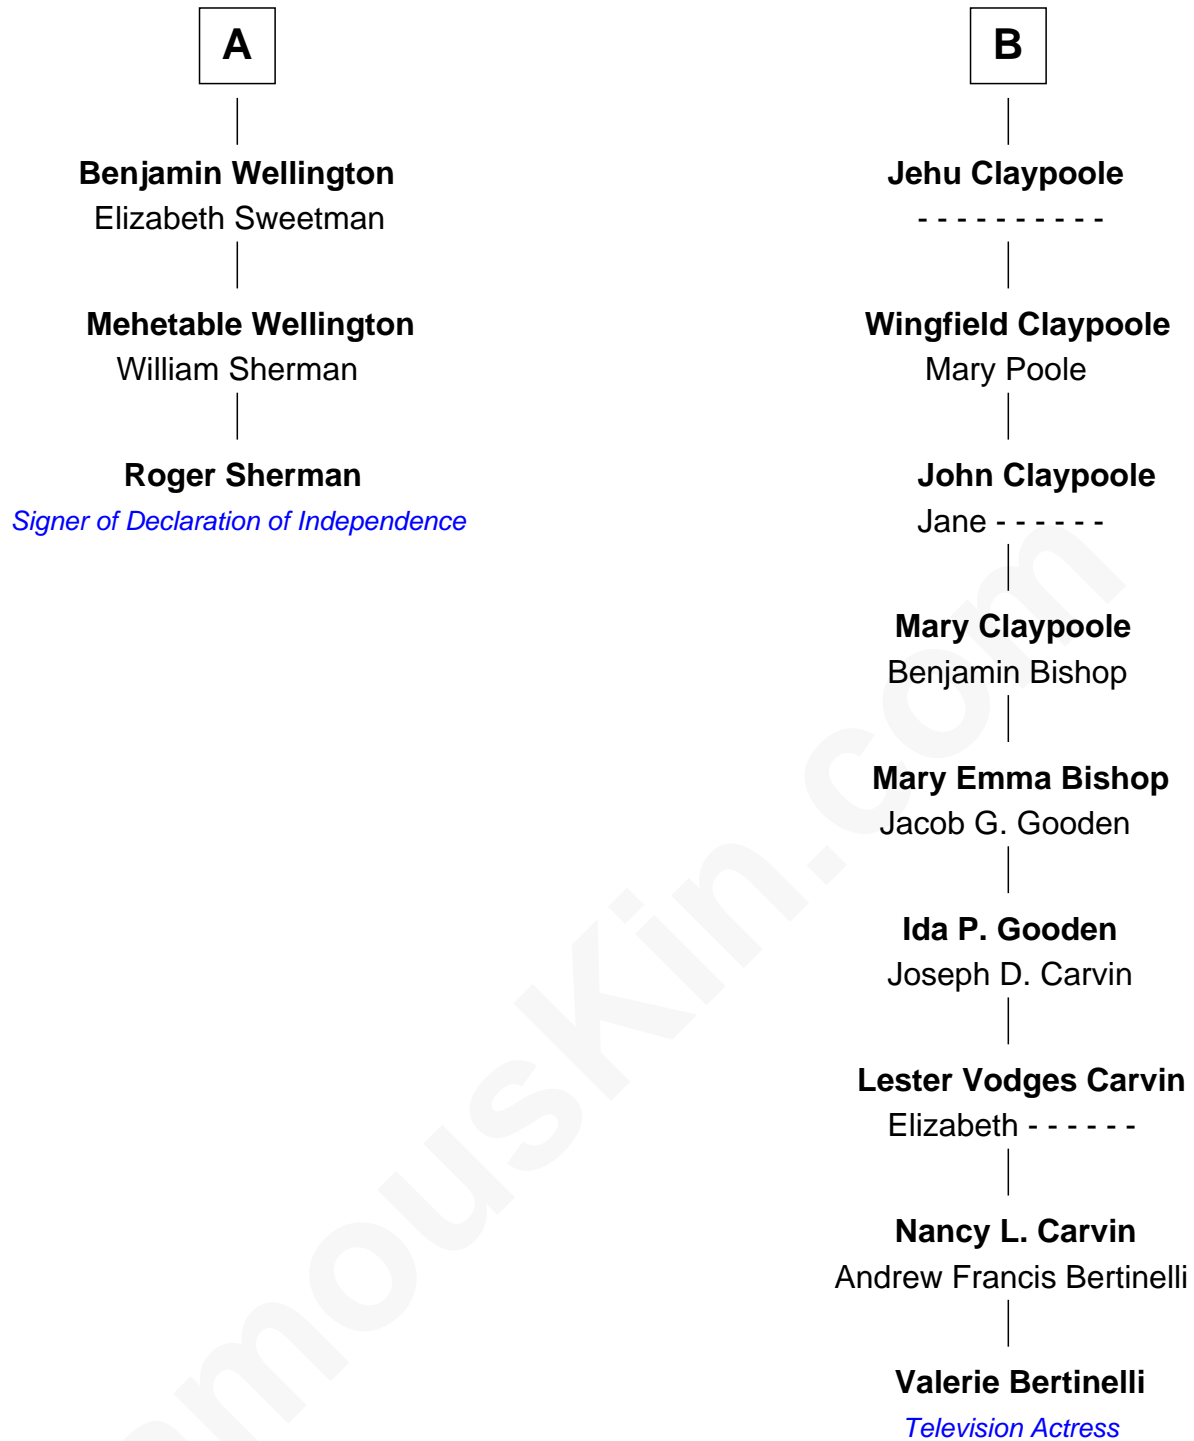 A
Benjamin Wellington
Elizabeth Sweetman
Mehetable Wellington
William Sherman
Roger Sherman
Signer of Declaration of Independence
B
Jehu Claypoole
- - - - - - - - - -
Wingfield Claypoole
Mary Poole
John Claypoole
Jane - - - - - -
Mary Claypoole
Benjamin Bishop
Mary Emma Bishop
Jacob G. Gooden
Ida P. Gooden
Joseph D. Carvin
Lester Vodges Carvin
Elizabeth - - - - - -
Nancy L. Carvin
Andrew Francis Bertinelli
Valerie Bertinelli
Television Actress
amouskin.com